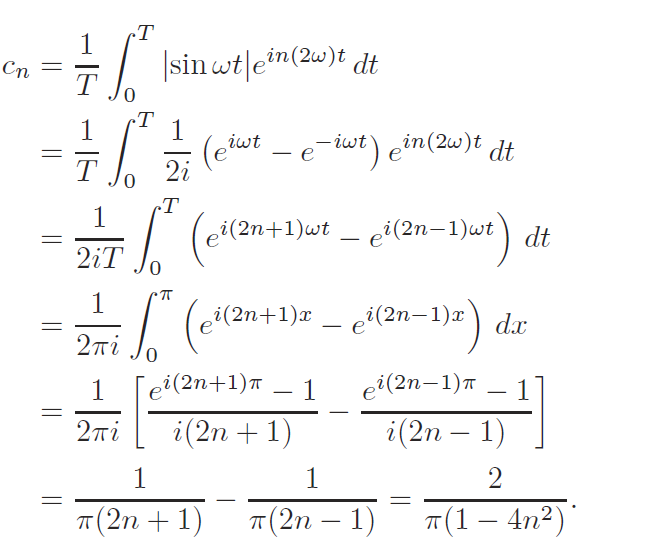 c_n = \frac{1}{T} \int_0^T |\sin \omega t| e^{in(2\omega)t} \, dt
= \frac{1}{T} \int_0^T \frac{1}{2i} \left( e^{i\omega t} - e^{-i\omega t} \right) e^{in(2\omega)t} \, dt
= \frac{1}{2iT} \int_0^T \left( e^{i(2n+1)\omega t} - e^{i(2n-1)\omega t} \right) \, dt
= \frac{1}{2\pi i} \int_0^\pi \left( e^{i(2n+1)x} - e^{i(2n-1)x} \right) \, dx
= \frac{1}{2\pi i} \left[ \frac{e^{i(2n+1)\pi} - 1}{i(2n+1)} - \frac{e^{i(2n-1)\pi} - 1}{i(2n-1)} \right]
= \frac{1}{\pi(2n+1)} - \frac{1}{\pi(2n-1)} = \frac{2}{\pi(1-4n^2)}.